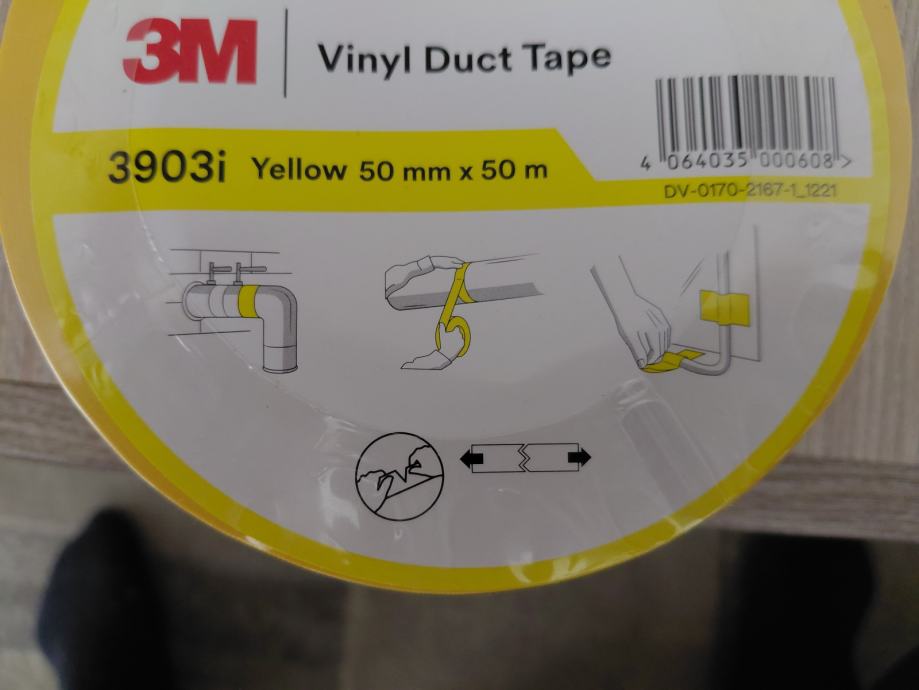 3M Vinyl Duct Tape
3903i Yellow 50 mm x 50 m
4 064035 000608 >
DV-0170-2167-1_1221